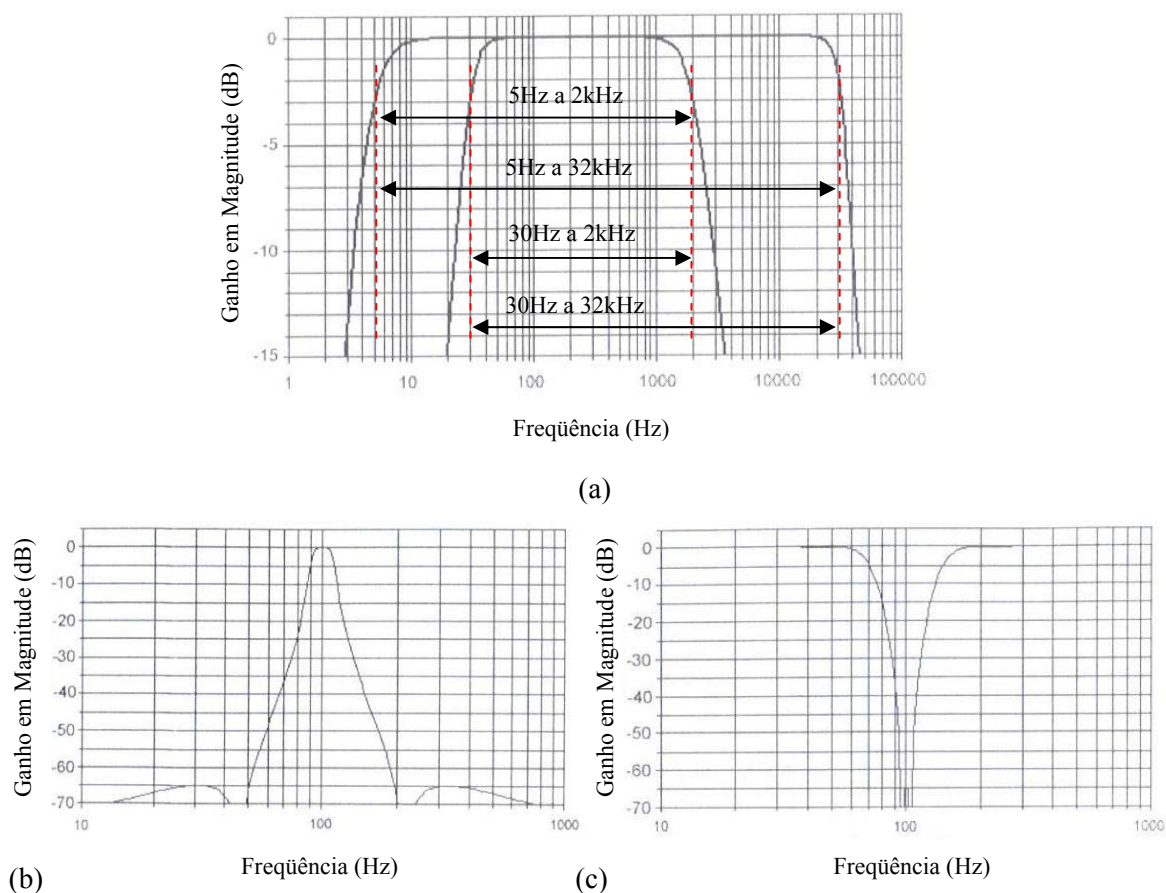 0
-5
-10
-15
Ganho em Magnitude (dB)
5Hz a 2kHz
5Hz a 32kHz
30Hz a 2kHz
30Hz a 32kHz
1 10 100 1000 10000 100000
Freqüência (Hz)
(a)
0
-10
-20
-30
-40
-50
-60
-70
Ganho em Magnitude (dB)
10 100 1000
Freqüência (Hz)
(b)
0
-10
-20
-30
-40
-50
-60
-70
Ganho em Magnitude (dB)
10 100 1000
Freqüência (Hz)
(c)